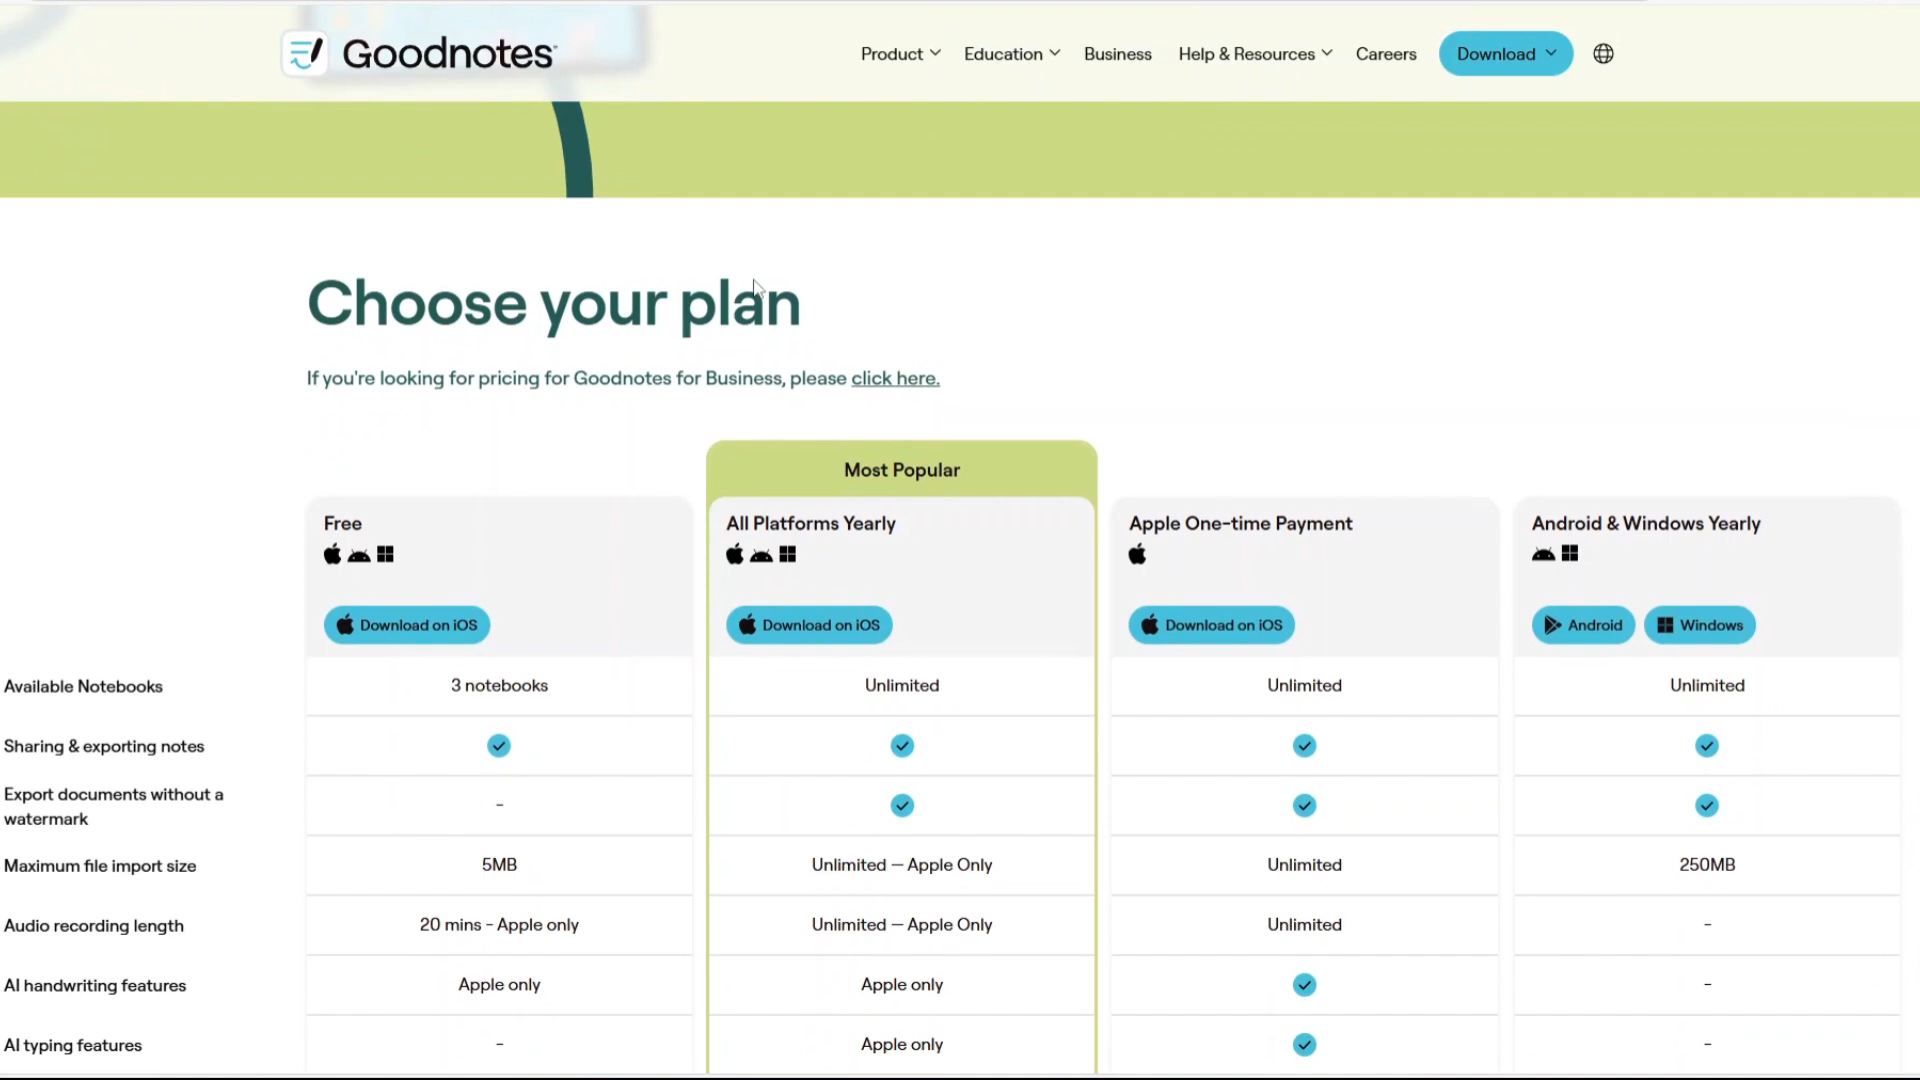 Goodnotes
Product Education Business Help & Resources Careers Download
Choose your plan
If you're looking for pricing for Goodnotes for Business, please click here.
Most Popular
Free All Platforms Yearly Apple One-time Payment Android & Windows Yearly
Download on iOS Download on iOS Download on iOS Android Windows
Available Notebooks 3 notebooks Unlimited Unlimited Unlimited
Sharing & exporting notes
Export documents without a
watermark - 
Maximum file import size 5MB Unlimited — Apple Only Unlimited 250MB
Audio recording length 20 mins - Apple only Unlimited — Apple Only Unlimited -
AI handwriting features Apple only Apple only -
AI typing features - Apple only -